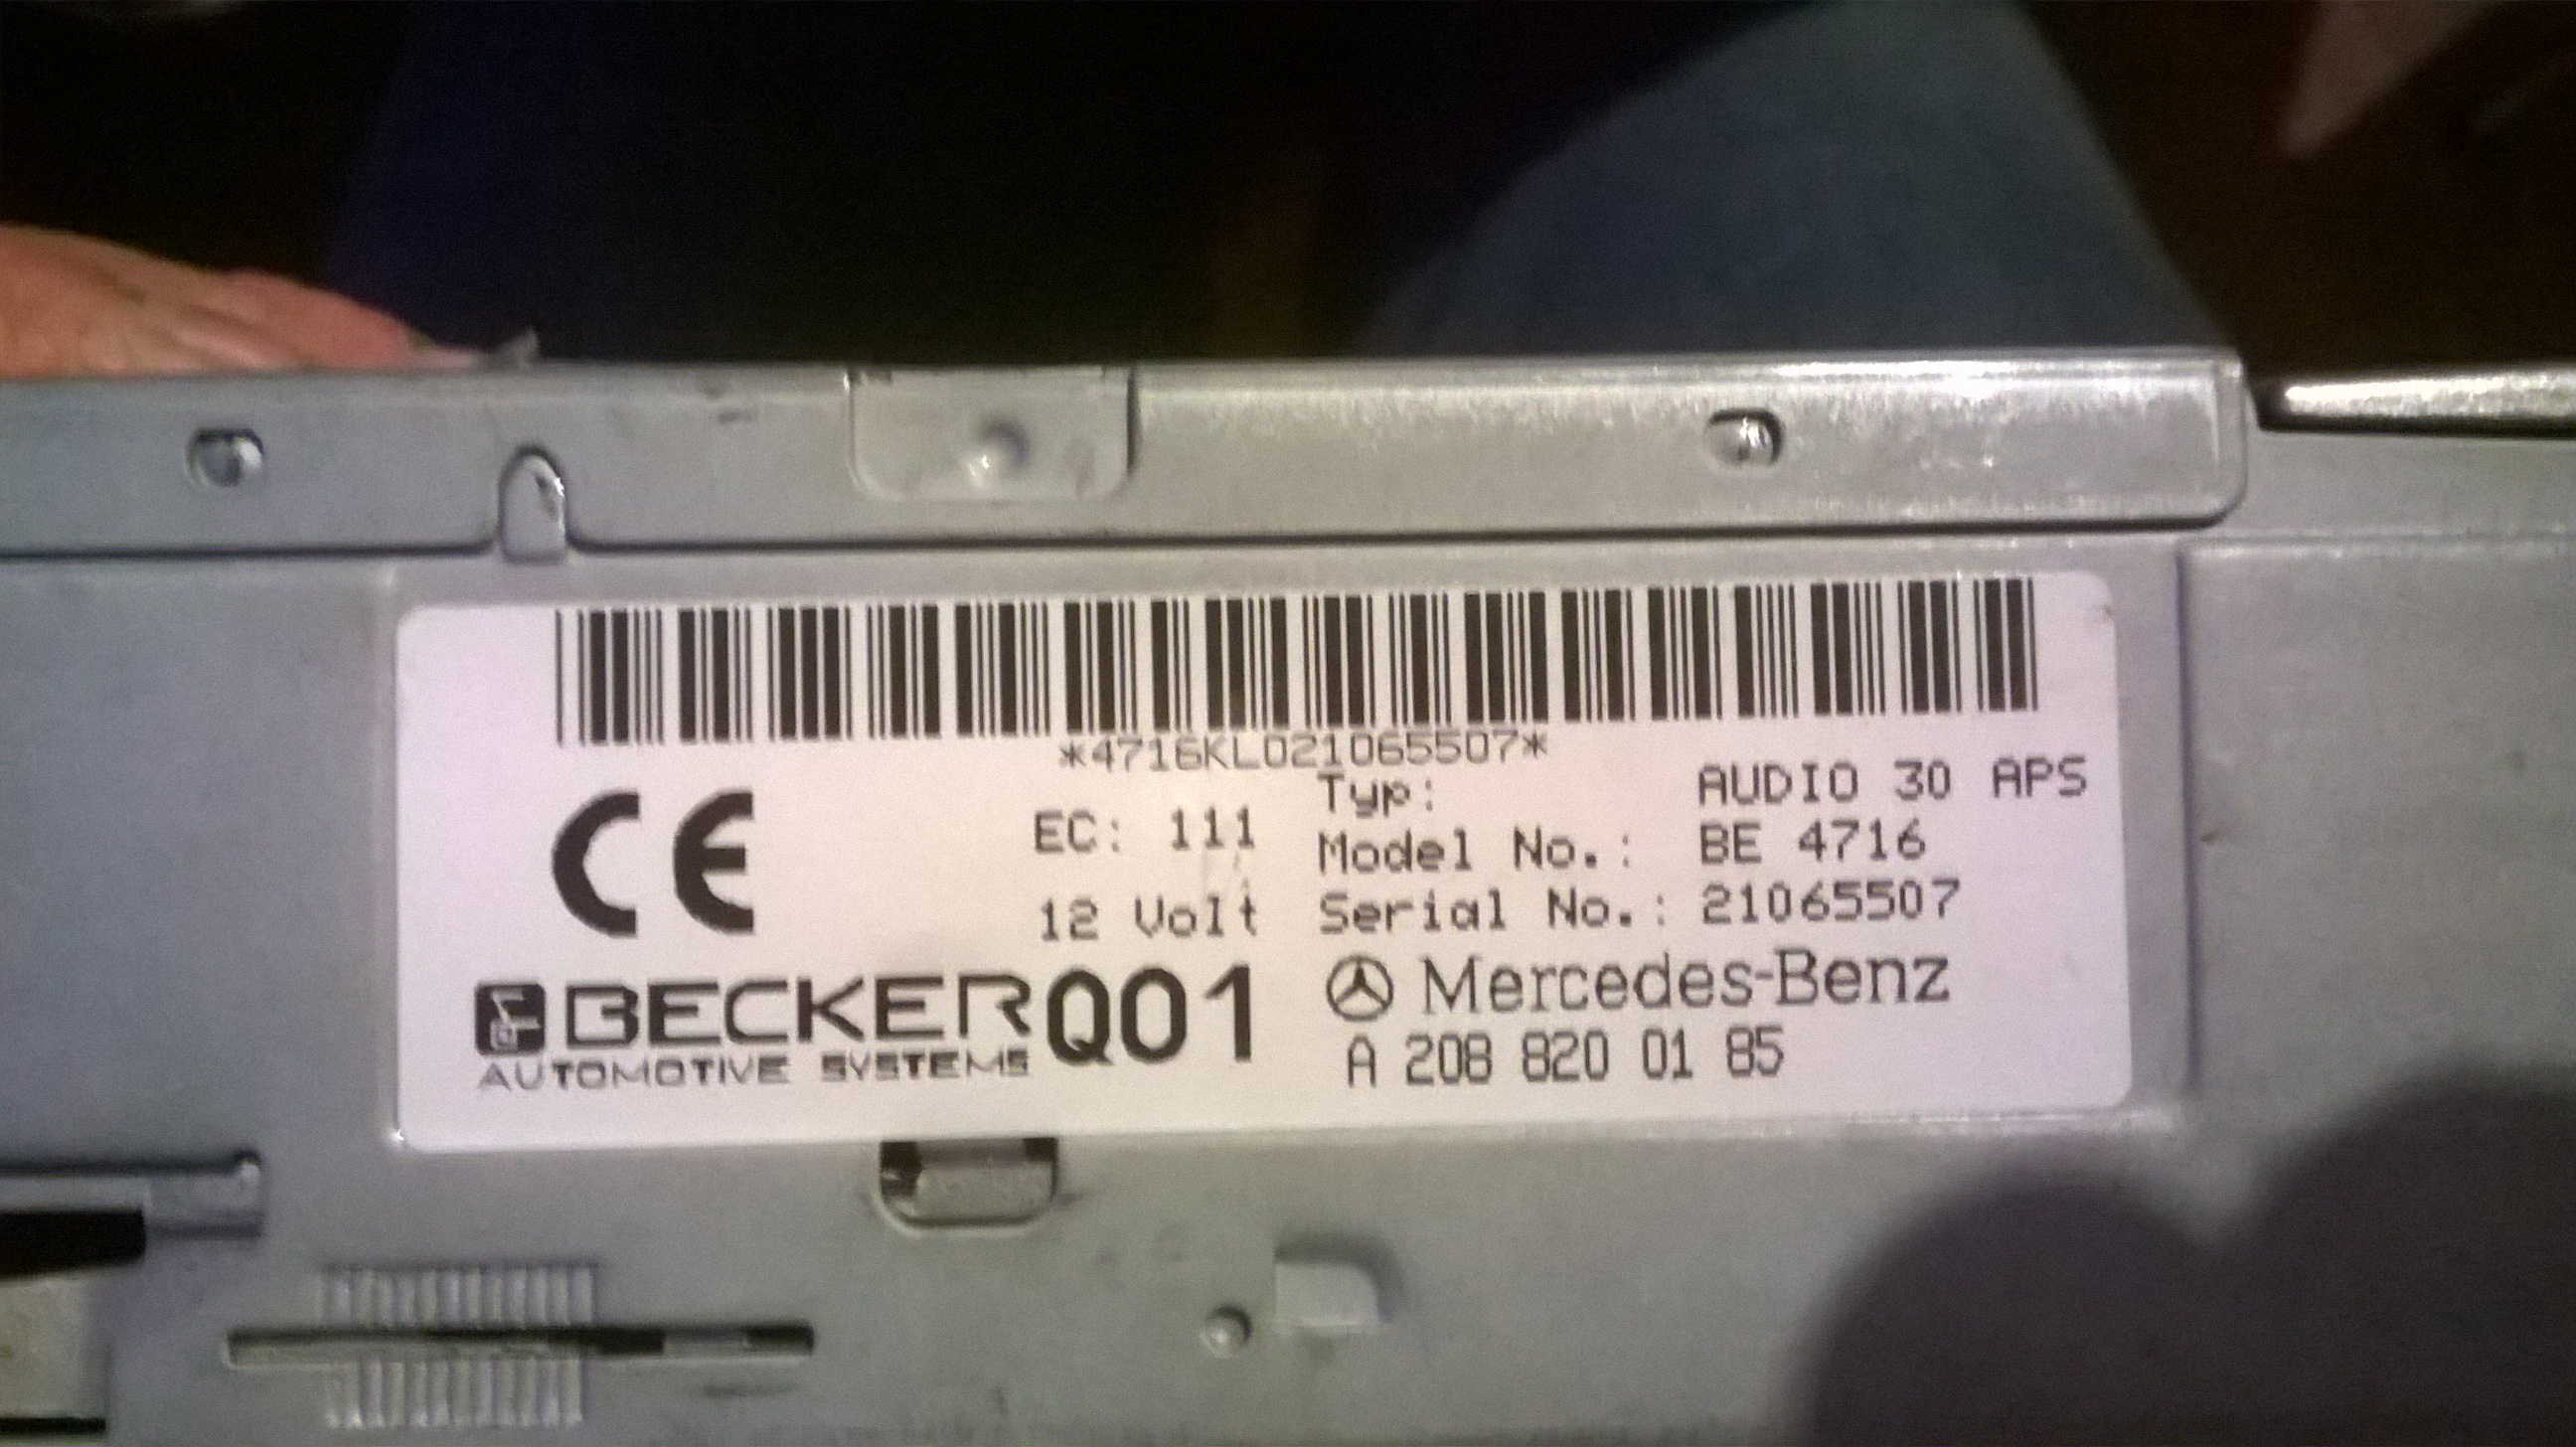 *4716KL021065507*
CE
EC: 111
12 Volt
Typ: AUDIO 30 APS
Model No.: BE 4716
Serial No.: 21065507
BECKER Q01
AUTOMOTIVE SYSTEMS
Mercedes-Benz
A 208 820 01 85